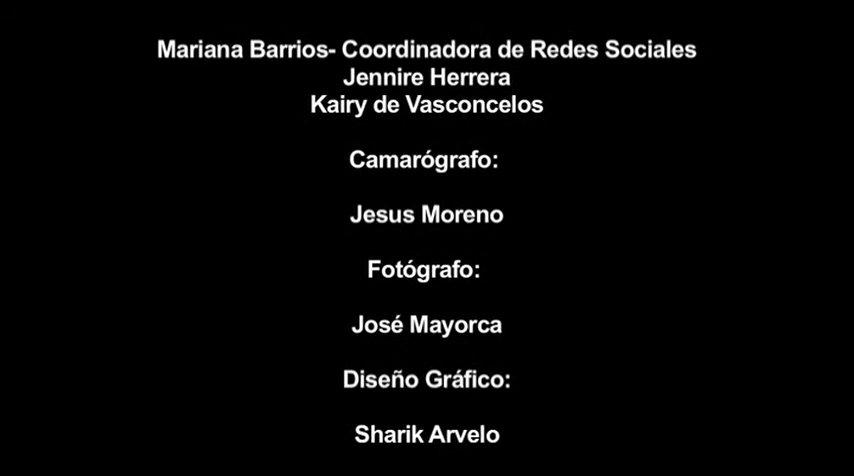 Mariana Barrios- Coordinadora de Redes Sociales
Jennire Herrera
Kairy de Vasconcelos
Camarógrafo:
Jesus Moreno
Fotógrafo:
José Mayorca
Diseño Gráfico:
Sharik Arvelo